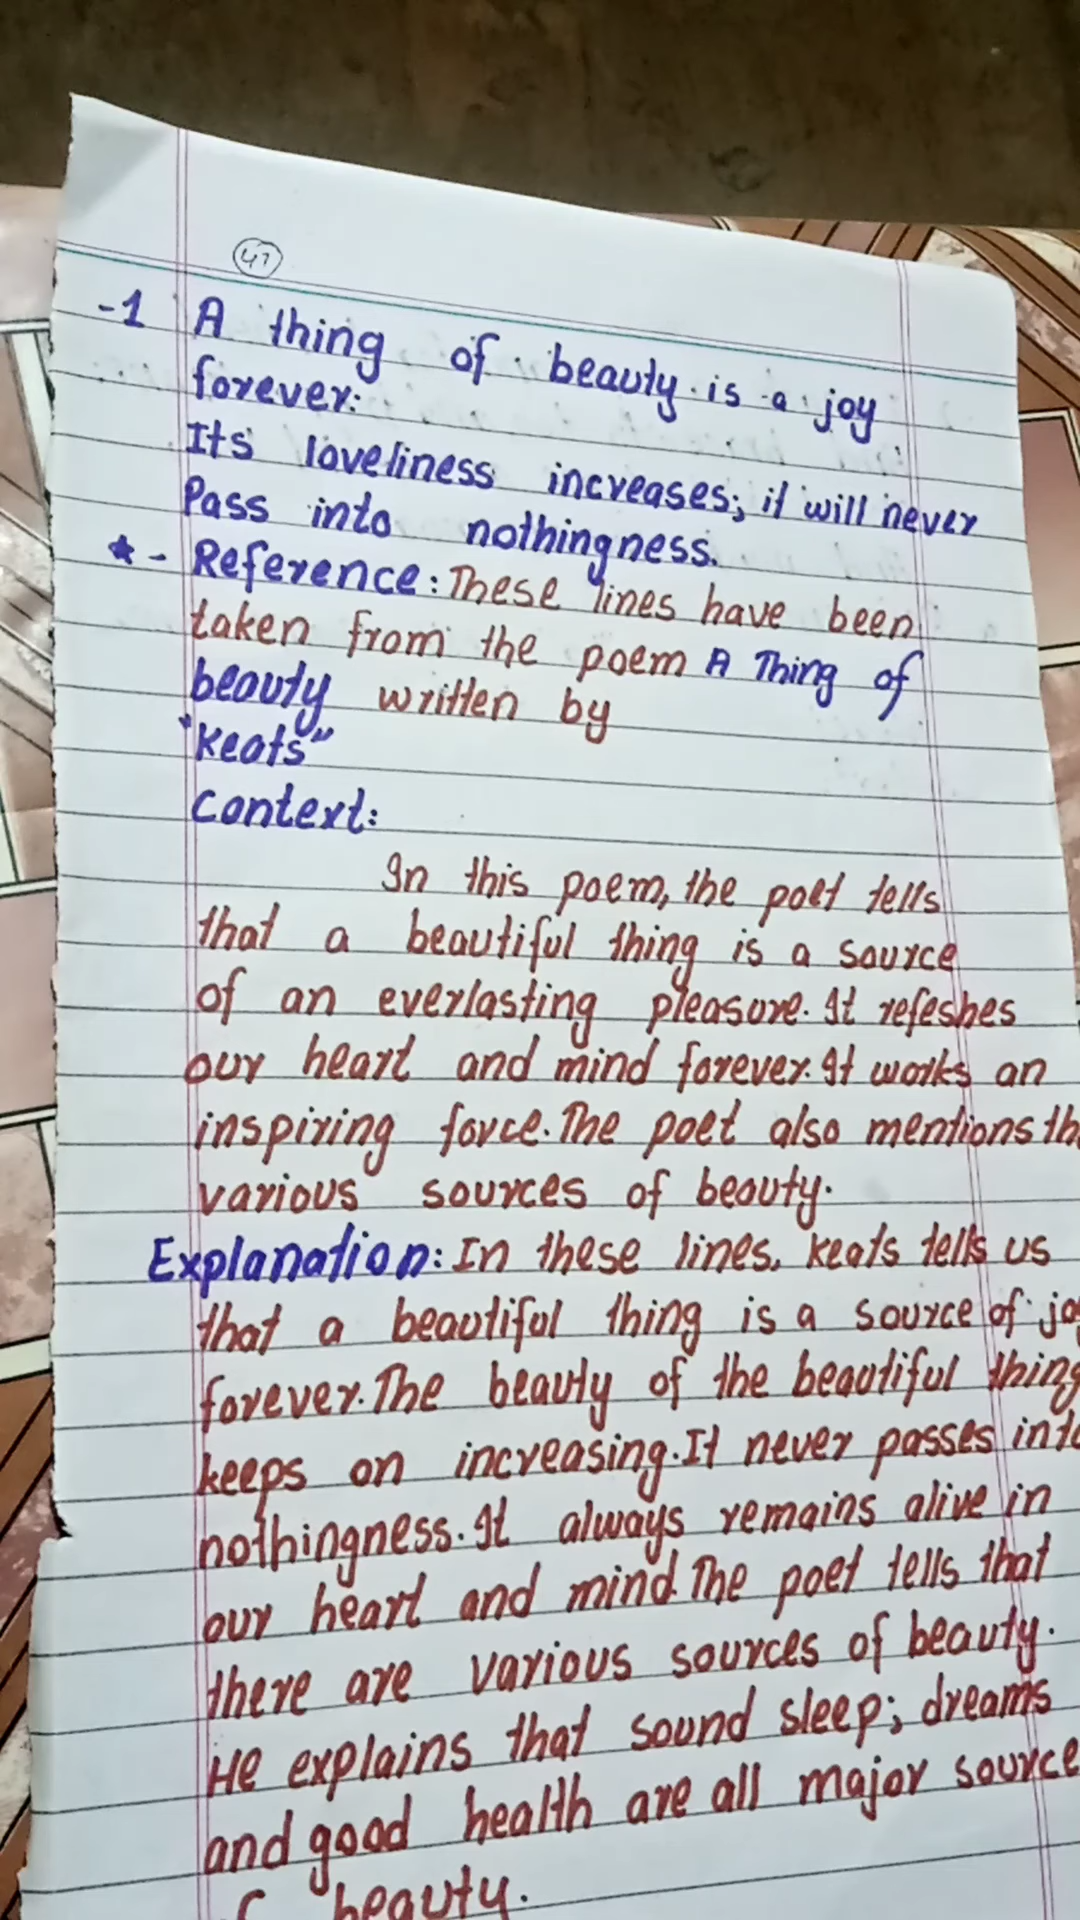 47
-1 A thing of beauty is a joy
forever:
Its loveliness increases; it will never
Pass into nothingness.
★- Reference: These lines have been
taken from the poem A Thing of
beauty written by
"Keats"
Context:
In this poem, the poet tells
that a beautiful thing is a source
of an everlasting pleasure. It refeshes
our heart and mind forever. It works an
inspiring force. The poet also mentions
various sources of beauty.
Explanation: In these lines, keats tells us
that a beautiful thing is a source of
forever. The beauty of the beautiful thing
keeps on increasing. It never passes into
nothingness. It always remains alive in
our heart and mind. The poet tells that
there are various sources of beauty.
He explains that sound sleep; dreams
and good health are all major source
beauty.